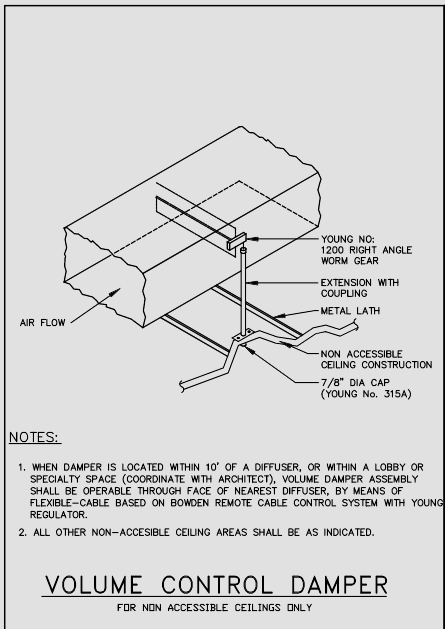 YOUNG NO:
1200 RIGHT ANGLE
WORM GEAR
EXTENSION WITH
COUPLING
METAL LATH
AIR FLOW
NON ACCESSIBLE
CEILING CONSTRUCTION
7/8" DIA CAP
(YOUNG No. 315A)
NOTES:
1. WHEN DAMPER IS LOCATED WITHIN 10' OF A DIFFUSER, OR WITHIN A LOBBY OR
SPECIALTY SPACE (COORDINATE WITH ARCHITECT), VOLUME DAMPER ASSEMBLY
SHALL BE OPERABLE THROUGH FACE OF NEAREST DIFFUSER, BY MEANS OF
FLEXIBLE-CABLE BASED ON BOWDEN REMOTE CABLE CONTROL SYSTEM WITH YOUNG
REGULATOR.
2. ALL OTHER NON-ACCESIBLE CEILING AREAS SHALL BE AS INDICATED.
VOLUME CONTROL DAMPER
FOR NON ACCESSIBLE CEILINGS ONLY